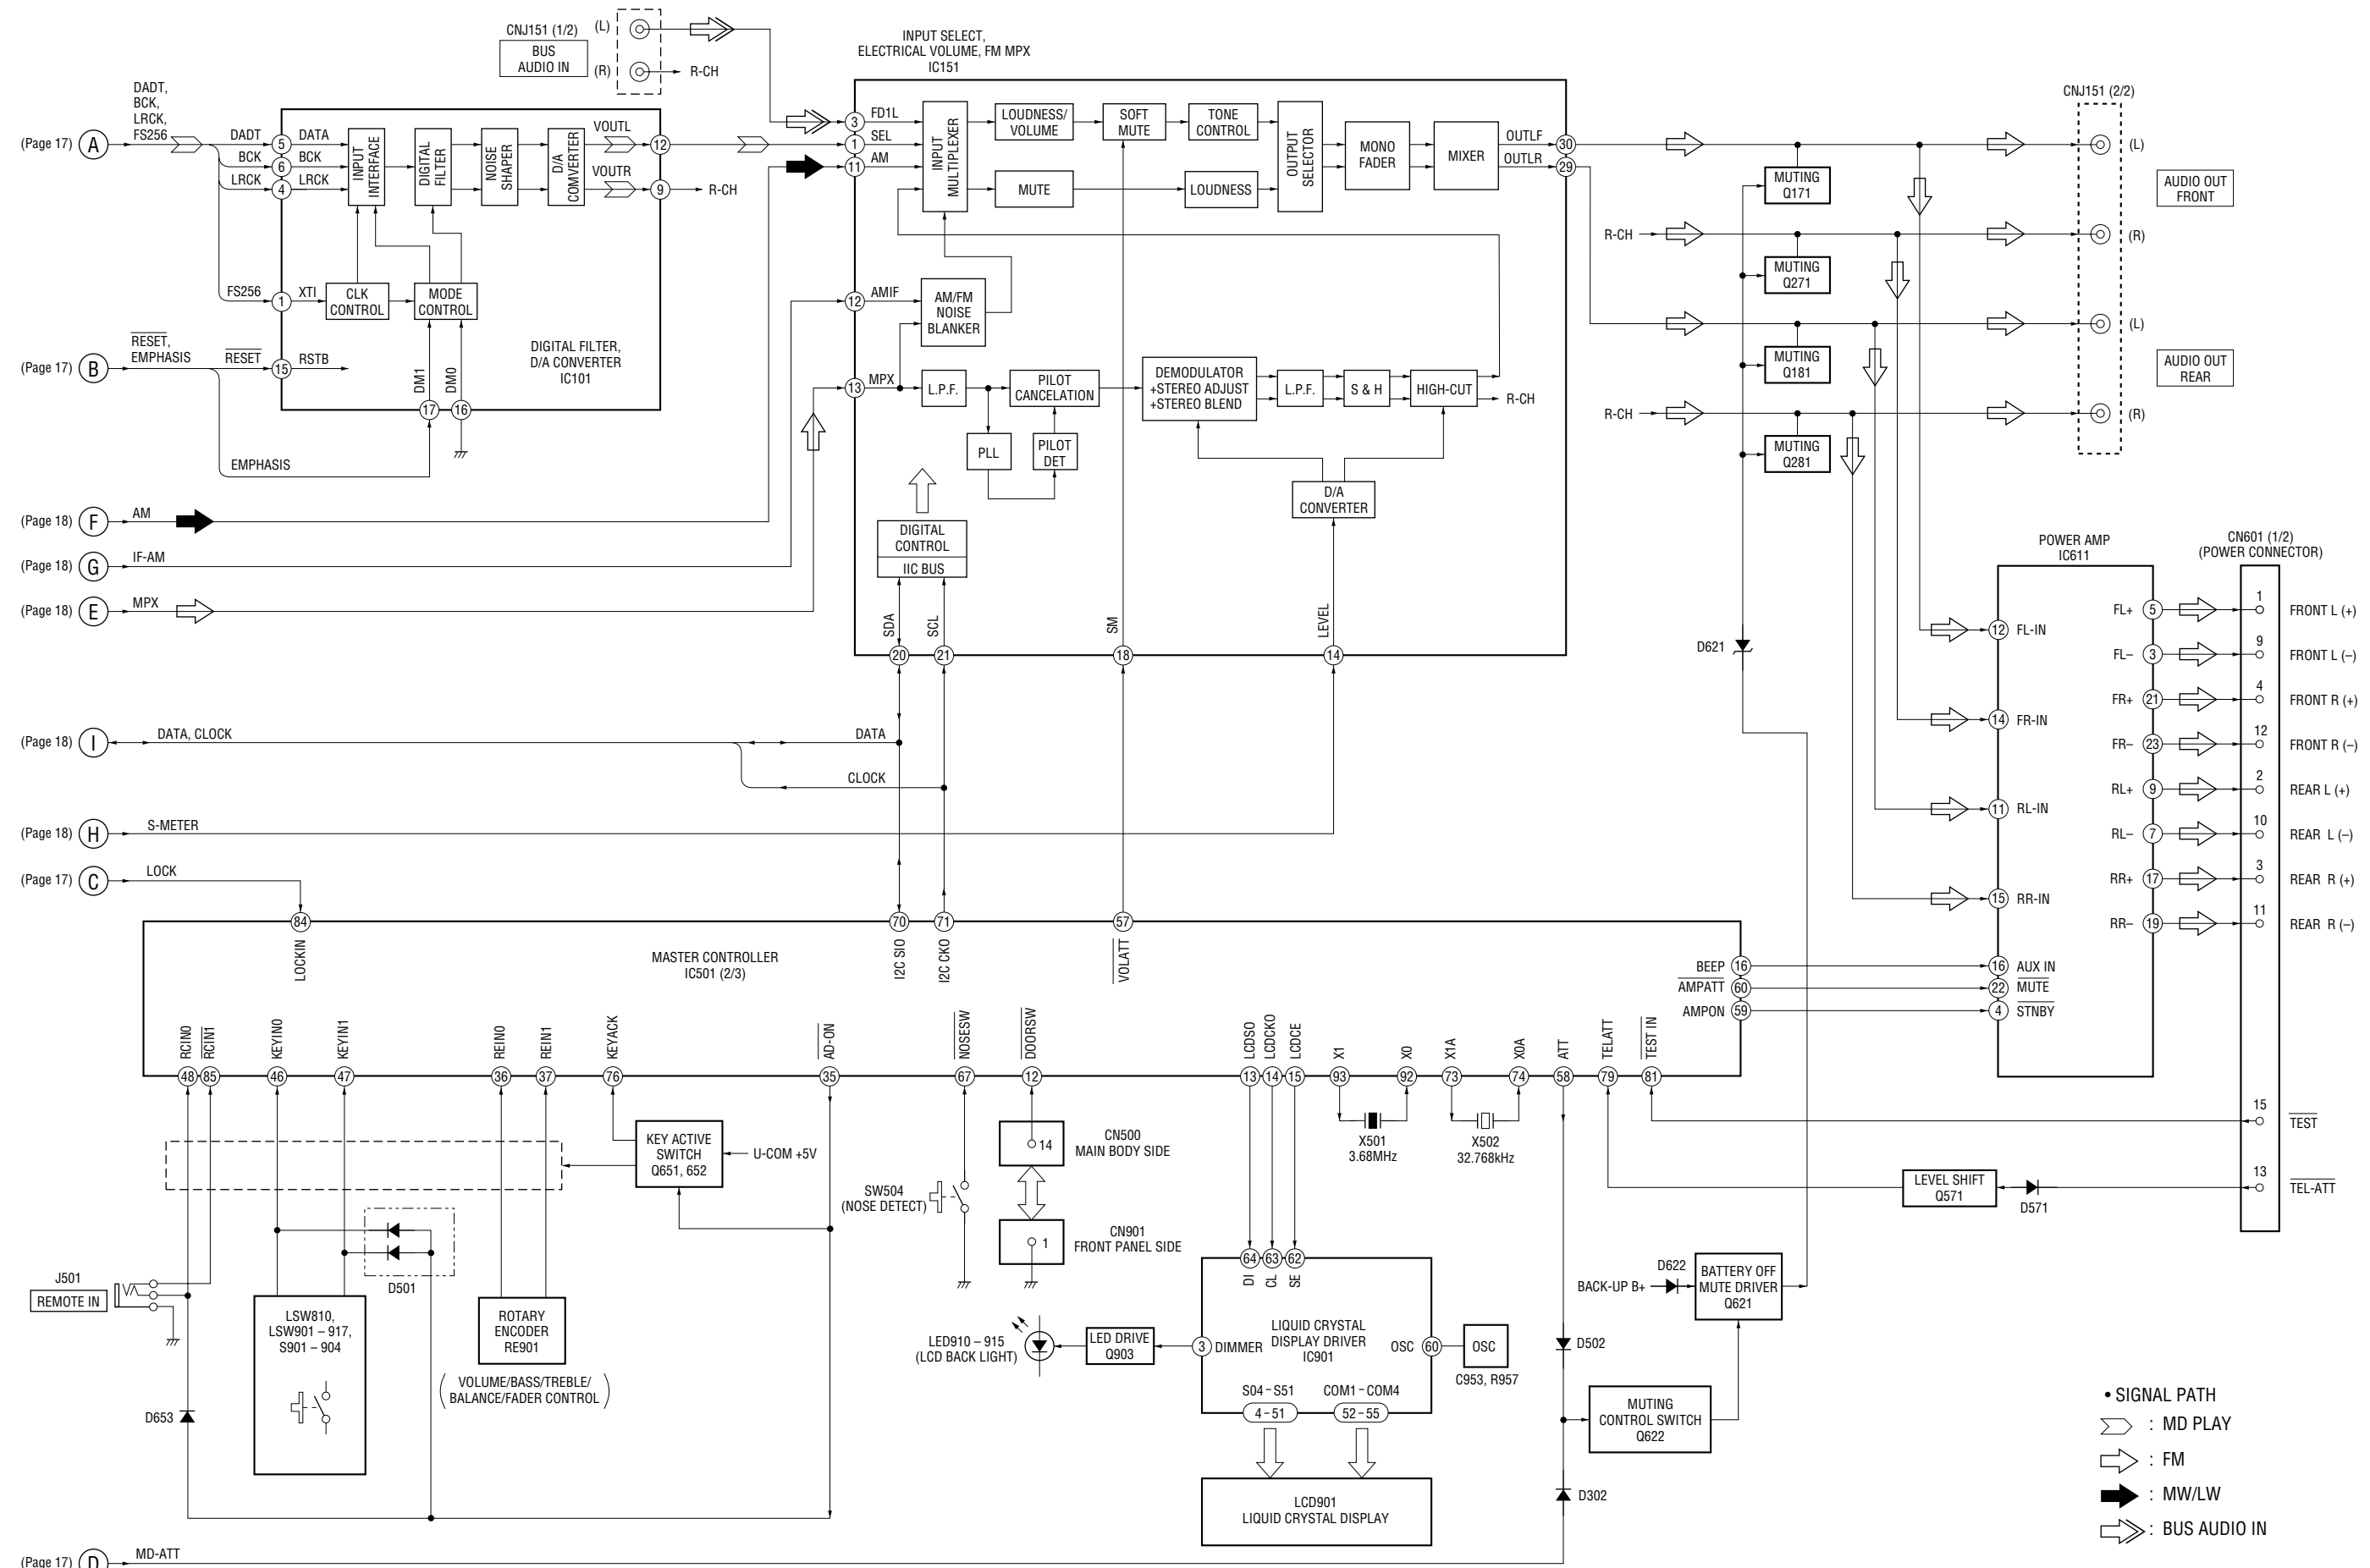 CNJ151 (1/2)
BUS
AUDIO IN
(L)
(R)
R-CH
INPUT SELECT,
ELECTRICAL VOLUME, FM MPX
IC151
CNJ151 (2/2)
(Page 17)
A
DADT,
BCK,
LRCK,
FS256
DADT
BCK
LRCK
5
6
4
DATA
BCK
LRCK
INPUT
INTERFACE
DIGITAL
FILTER
NOISE
SHAPER
D/A
COMVERTER
VOUTL
VOUTR
12
9
R-CH
FS256
1
XTI
CLK
CONTROL
MODE
CONTROL
(Page 17)
B
RESET,
EMPHASIS
RESET
15
RSTB
DM1
DM0
17
16
DIGITAL FILTER,
D/A CONVERTER
IC101
EMPHASIS
3
FD1L
1
SEL
11
AM
INPUT
MULTIPLEXER
LOUDNESS/
VOLUME
SOFT
MUTE
TONE
CONTROL
MUTE
LOUDNESS
OUTPUT
SELECTOR
MONO
FADER
MIXER
OUTLF
30
OUTLR
29
12
AMIF
AM/FM
NOISE
BLANKER
13
MPX
L.P.F.
PILOT
CANCELATION
PLL
PILOT
DET
DEMODULATOR
+STEREO ADJUST
+STEREO BLEND
L.P.F.
S & H
HIGH-CUT
R-CH
D/A
CONVERTER
DIGITAL
CONTROL
IIC BUS
SDA
SCL
SM
LEVEL
20
21
18
14
MUTING
Q171
R-CH
MUTING
Q271
MUTING
Q181
R-CH
MUTING
Q281
(L)
(R)
AUDIO OUT
FRONT
(L)
(R)
AUDIO OUT
REAR
(Page 18)
F
AM
(Page 18)
G
IF-AM
(Page 18)
E
MPX
(Page 18)
I
DATA, CLOCK
DATA
CLOCK
(Page 18)
H
S-METER
(Page 17)
C
LOCK
D621
POWER AMP
IC611
CN601 (1/2)
(POWER CONNECTOR)
12
FL-IN
14
FR-IN
11
RL-IN
15
RR-IN
FL+
5
1
FRONT L (+)
FL–
3
9
FRONT L (–)
FR+
21
4
FRONT R (+)
FR–
23
12
FRONT R (–)
RL+
9
2
REAR L (+)
RL–
7
10
REAR L (–)
RR+
17
3
REAR R (+)
RR–
19
11
REAR R (–)
84
LOCKIN
70
I2C SIO
71
I2C CKO
57
VOLATT
MASTER CONTROLLER
IC501 (2/3)
BEEP
16
16
AUX IN
AMPATT
60
22
MUTE
AMPON
59
4
STNBY
RCIN0
RCIN1
KEYIN0
KEYIN1
REIN0
REIN1
KEYACK
AD-ON
NOSESW
DOORSW
LCDSO
LCDCKO
LCDCE
X1
X0
X1A
X0A
ATT
TELATT
TEST IN
48
85
46
47
36
37
76
35
67
12
13
14
15
93
92
73
74
58
79
81
KEY ACTIVE
SWITCH
Q651, 652
U-COM +5V
SW504
(NOSE DETECT)
14
CN500
MAIN BODY SIDE
1
CN901
FRONT PANEL SIDE
X501
3.68MHz
X502
32.768kHz
15
TEST
13
TEL-ATT
LEVEL SHIFT
Q571
D571
D501
J501
REMOTE IN
LSW810,
LSW901 – 917,
S901 – 904
ROTARY
ENCODER
RE901
(VOLUME/BASS/TREBLE/
BALANCE/FADER CONTROL)
D653
64
63
62
DI
CL
SE
LIQUID CRYSTAL
DISPLAY DRIVER
IC901
3
DIMMER
OSC
60
OSC
C953, R957
S04 – S51
COM1 – COM4
4 – 51
52 – 55
LED910 – 915
(LCD BACK LIGHT)
LED DRIVE
Q903
LCD901
LIQUID CRYSTAL DISPLAY
BACK-UP B+
D622
BATTERY OFF
MUTE DRIVER
Q621
D502
MUTING
CONTROL SWITCH
Q622
D302
(Page 17)
D
MD-ATT
• SIGNAL PATH
: MD PLAY
: FM
: MW/LW
: BUS AUDIO IN